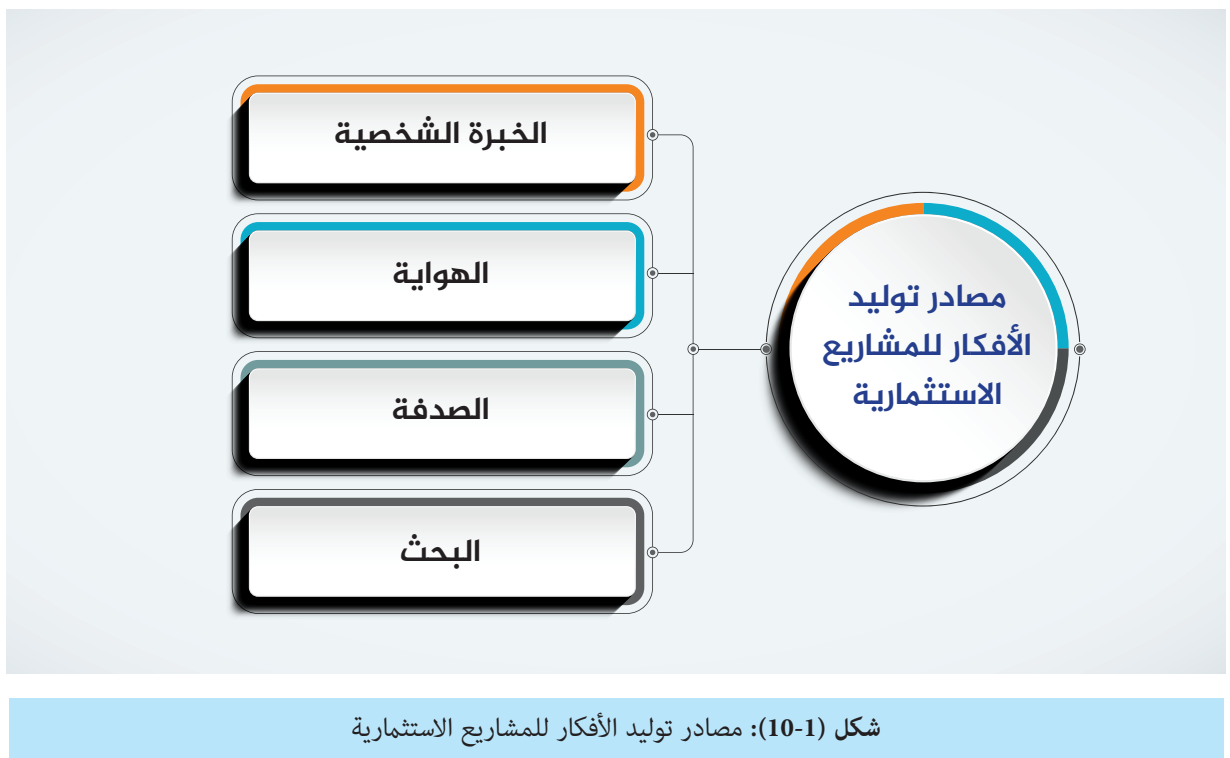 مصادر توليد
الأفكار للمشاريع
الاستثمارية
الخبرة الشخصية
الهواية
الصدفة
البحث
شكل (1-10): مصادر توليد الأفكار للمشاريع الاستثمارية